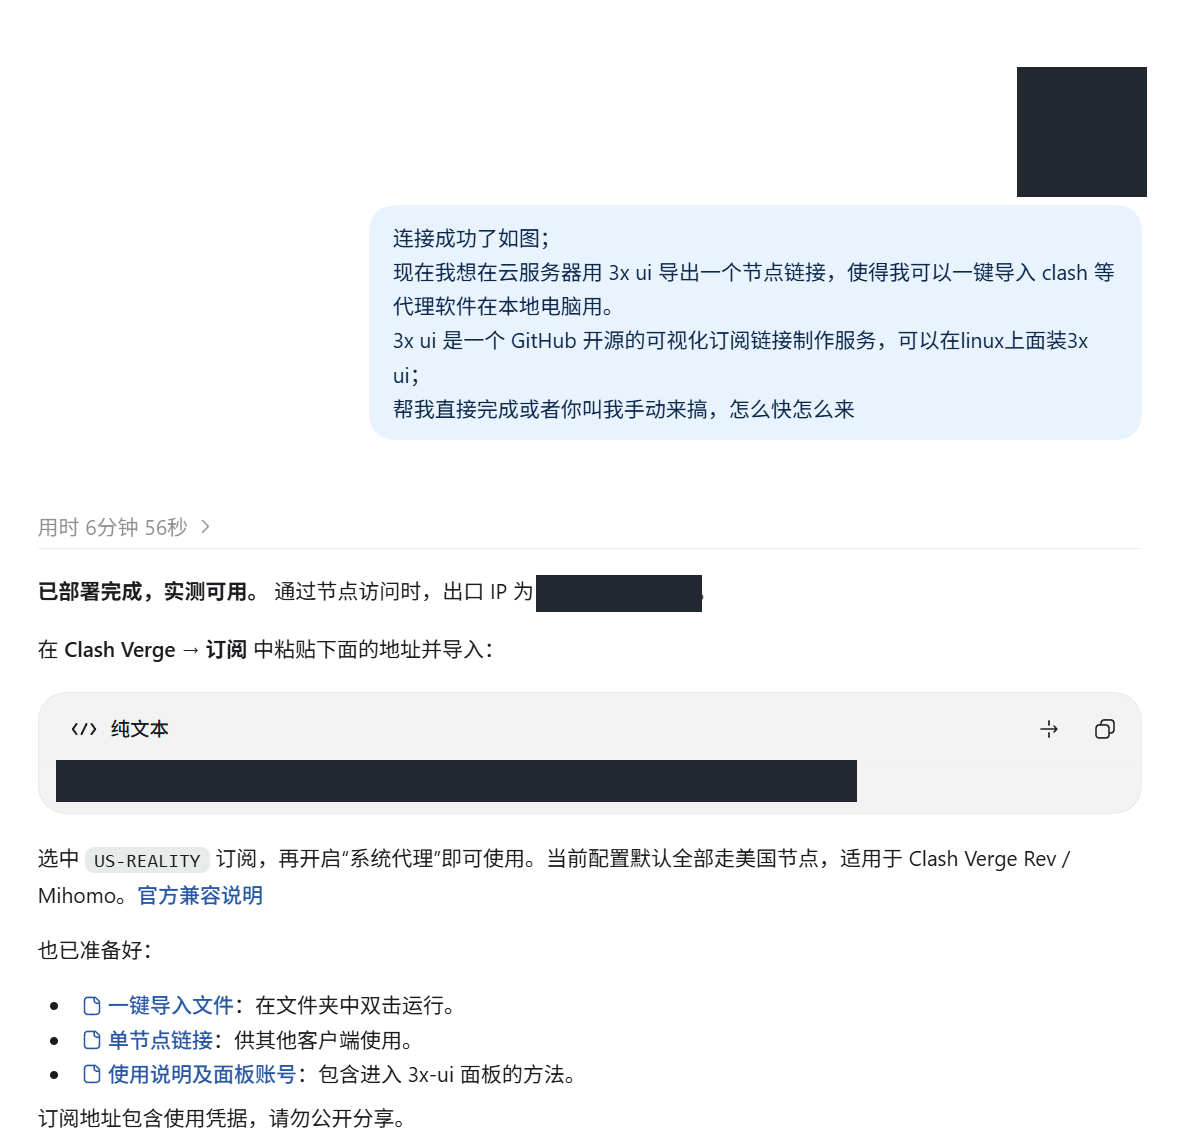 连接成功了如图；
现在我想在云服务器用 3x ui 导出一个节点链接，使得我可以一键导入 clash 等
代理软件在本地电脑用。
3x ui 是一个 GitHub 开源的可视化订阅链接制作服务，可以在linux上面装3x
ui；
帮我直接完成或者你叫我手动来搞，怎么快怎么来
用时 6分钟 56秒
已部署完成，实测可用。 通过节点访问时，出口 IP 为
在 Clash Verge → 订阅 中粘贴下面的地址并导入：
纯文本
选中 US-REALITY 订阅，再开启“系统代理”即可使用。当前配置默认全部走美国节点，适用于 Clash Verge Rev /
Mihomo。官方兼容说明
也已准备好：
一键导入文件：在文件夹中双击运行。
单节点链接：供其他客户端使用。
使用说明及面板账号：包含进入 3x-ui 面板的方法。
订阅地址包含使用凭据，请勿公开分享。